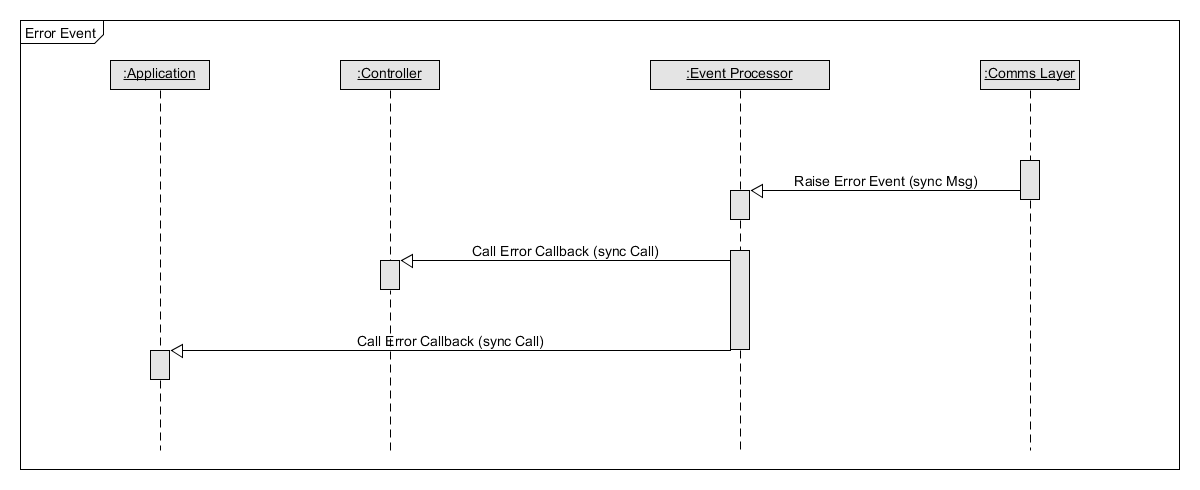 Error Event
:Application
:Controller
:Event Processor
:Comms Layer
Raise Error Event (sync Msg)
Call Error Callback (sync Call)
Call Error Callback (sync Call)